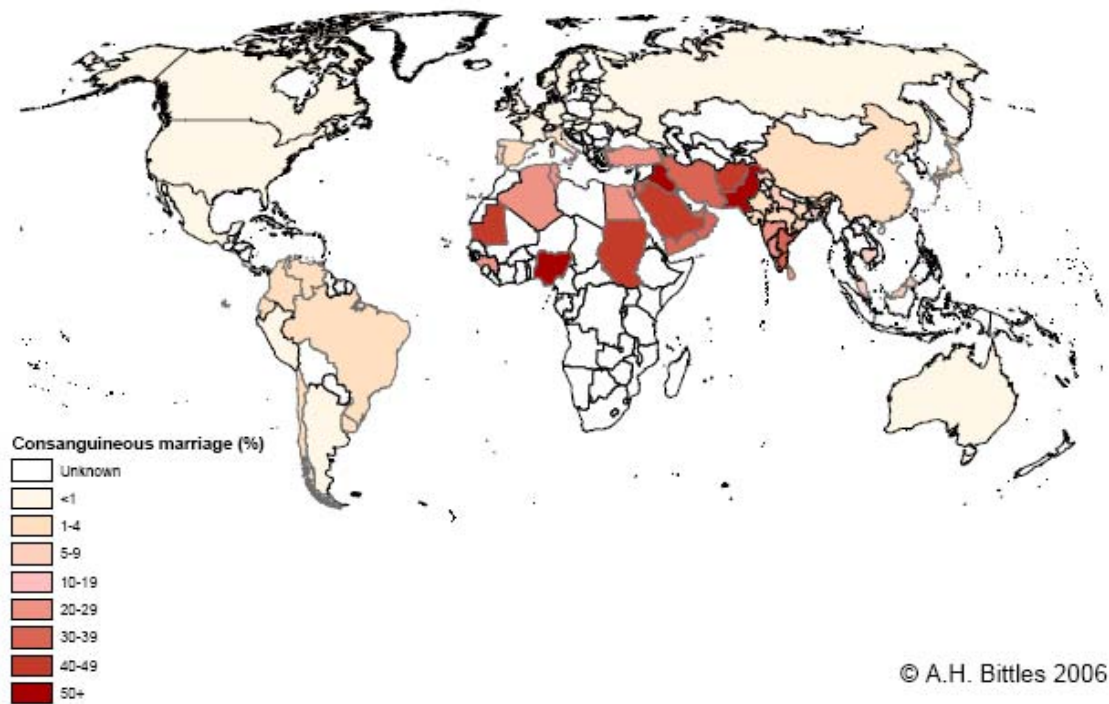 Consanguineous marriage (%)
Unknown
<1
1-4
5-9
10-19
20-29
30-39
40-49
50+
© A.H. Bittles 2006